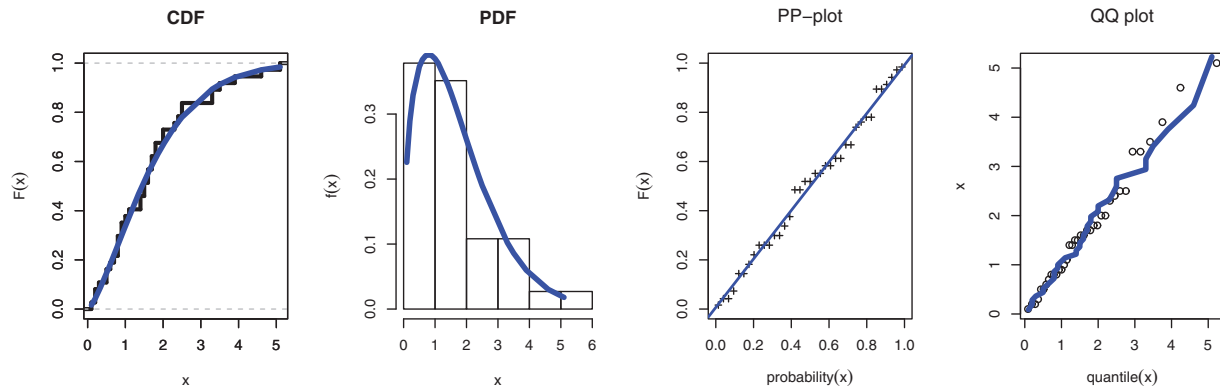 CDF
F(x)
1.0
0.8
0.6
0.4
0.2
0.0
0 1 2 3 4 5
x
PDF
f(x)
0.3
0.2
0.1
0.0
0 1 2 3 4 5 6
x
PP−plot
F(x)
1.0
0.8
0.6
0.4
0.2
0.0
0.0 0.2 0.4 0.6 0.8 1.0
probability(x)
QQ plot
x
5
4
3
2
1
0
0 1 2 3 4 5
quantile(x)